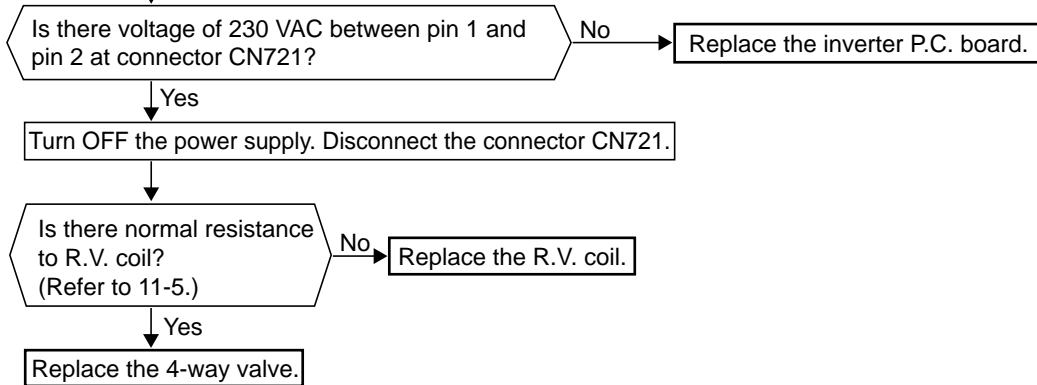 Is there voltage of 230 VAC between pin 1 and
pin 2 at connector CN721?
No
Replace the inverter P.C. board.
Yes
Turn OFF the power supply. Disconnect the connector CN721.
Is there normal resistance
to R.V. coil?
(Refer to 11-5.)
No
Replace the R.V. coil.
Yes
Replace the 4-way valve.